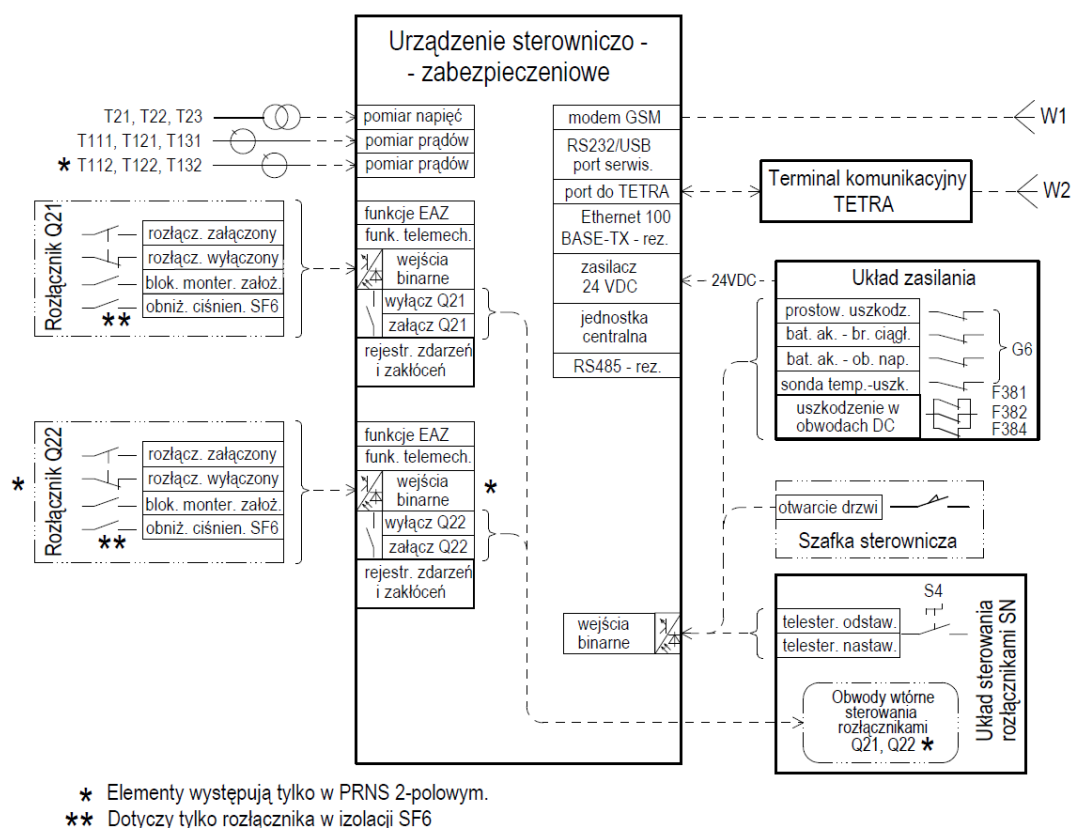 Urządzenie sterowniczo -
- zabezpieczeniowe
T21, T22, T23
pomiar napięć
T111, T121, T131
pomiar prądów
* T112, T122, T132
pomiar prądów
Rozłącznik Q21
rozłącz. załączony
rozłącz. wyłączony
blok. monter. założ.
obniż. ciśnien. SF6
**
funkcje EAZ
funk. telemech.
wejścia
binarne
wyłącz Q21
załącz Q21
rejestr. zdarzeń
i zakłóceń
*
Rozłącznik Q22
rozłącz. załączony
rozłącz. wyłączony
blok. monter. założ.
obniż. ciśnien. SF6
**
funkcje EAZ
funk. telemech.
wejścia
binarne
*
wyłącz Q22
załącz Q22
rejestr. zdarzeń
i zakłóceń
modem GSM
W1
RS232/USB
port serwis.
port do TETRA
Terminal komunikacyjny
TETRA
W2
Ethernet 100
BASE-TX - rez.
zasilacz
24 VDC
24VDC
jednostka
centralna
RS485 - rez.
Układ zasilania
prostow. uszkodz.
bat. ak. - br. ciągł.
bat. ak. - ob. nap.
sonda temp.-uszk.
G6
uszkodzenie w
obwodach DC
F381
F382
F384
otwarcie drzwi
Szafka sterownicza
wejścia
binarne
S4
telester. odstaw.
telester. nastaw.
Układ sterowania
rozłącznikami SN
Obwody wtórne
sterowania
rozłącznikami
Q21, Q22 *
* Elementy występują tylko w PRNS 2-polowym.
** Dotyczy tylko rozłącznika w izolacji SF6